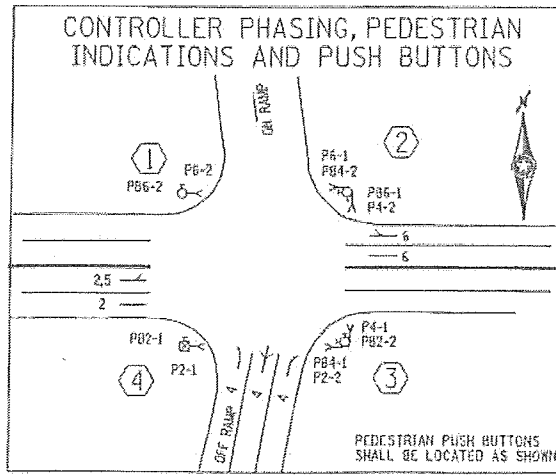 CONTROLLER PHASING, PEDESTRIAN
INDICATIONS AND PUSH BUTTONS
ON RAMP
N
1
P6-2
PB6-2
2
P6-1
PB4-2
PB6-1
P4-2
6
6
2,5
2
PB2-1
P2-1
4
P4-1
PB2-2
PB4-1
P2-2
3
OFF RAMP
4
4
4
PEDESTRIAN PUSH BUTTONS
SHALL BE LOCATED AS SHOWN